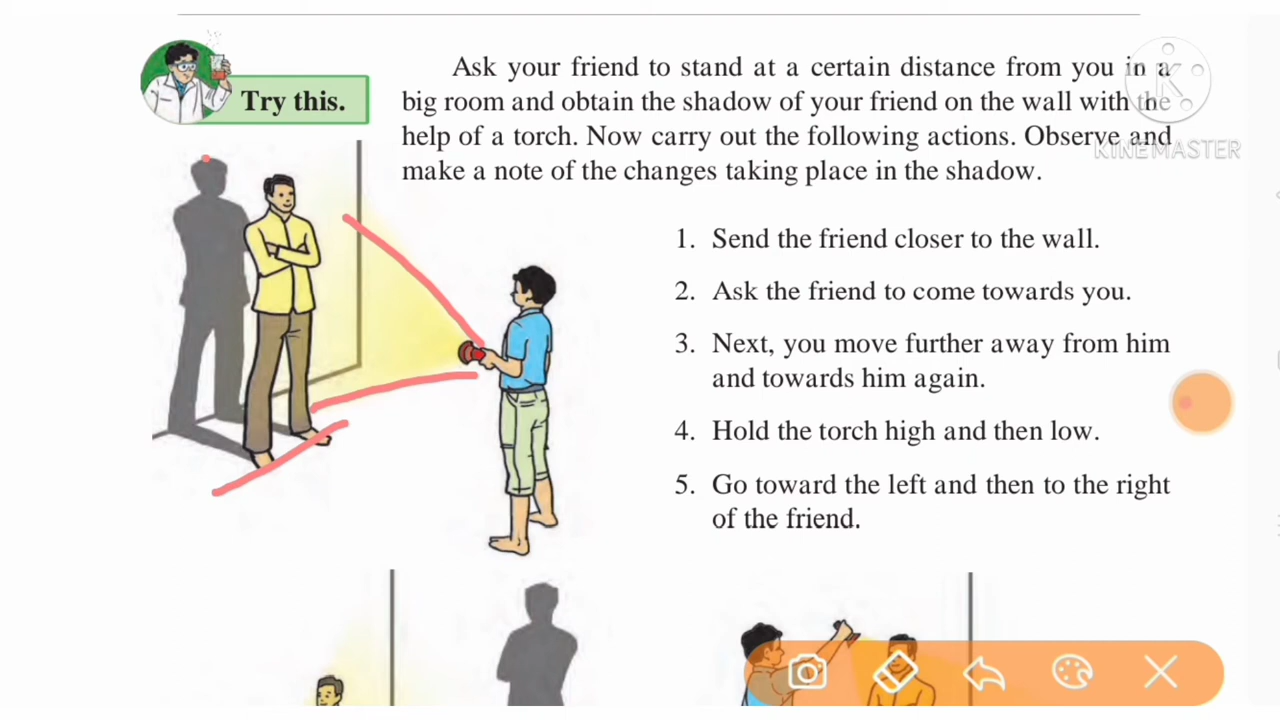 Try this.
Ask your friend to stand at a certain distance from you in a
big room and obtain the shadow of your friend on the wall with the
help of a torch. Now carry out the following actions. Observe and
make a note of the changes taking place in the shadow.
K
KINEMASTER
1. Send the friend closer to the wall.
2. Ask the friend to come towards you.
3. Next, you move further away from him
and towards him again.
4. Hold the torch high and then low.
5. Go toward the left and then to the right
of the friend.